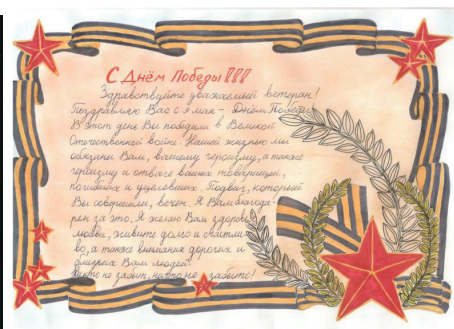 С Днём Победы!!!
Здравствуйте уважаемый ветеран!
Поздравляю Вас с 9 мая - Днём Победы.
В этот день Вы победили в Великой
Отечественной войне. Нашей жизнью мы
обязаны Вам, вашему героизму, а также
героизму и отваге ваших товарищей,
погибших и уцелевших. Подвиг, который
Вы совершили, вечен. Я Вам благода-
рен за это. Я желаю Вам здоровья,
любви, живите долго и счастли-
во, а также внимания дорогих и
близких Вам людей.
Никто не забыт, ничто не забыто!